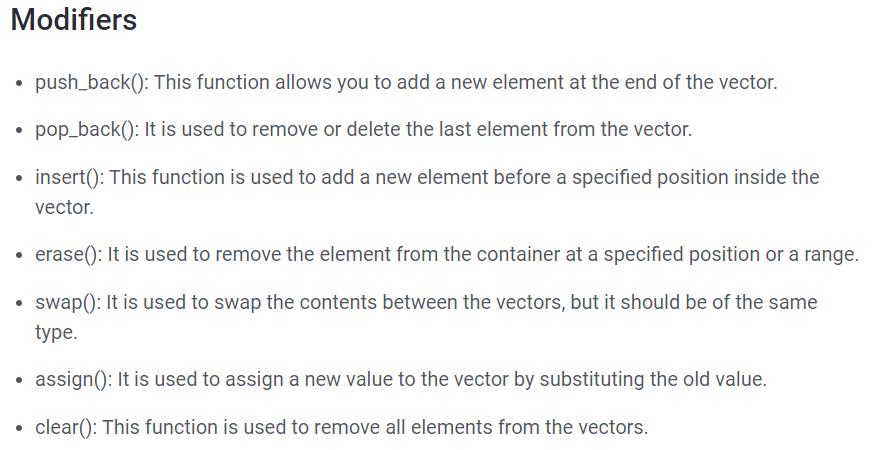 Modifiers
• push_back(): This function allows you to add a new element at the end of the vector.
• pop_back(): It is used to remove or delete the last element from the vector.
• insert(): This function is used to add a new element before a specified position inside the
vector.
• erase(): It is used to remove the element from the container at a specified position or a range.
• swap(): It is used to swap the contents between the vectors, but it should be of the same
type.
• assign(): It is used to assign a new value to the vector by substituting the old value.
• clear(): This function is used to remove all elements from the vectors.